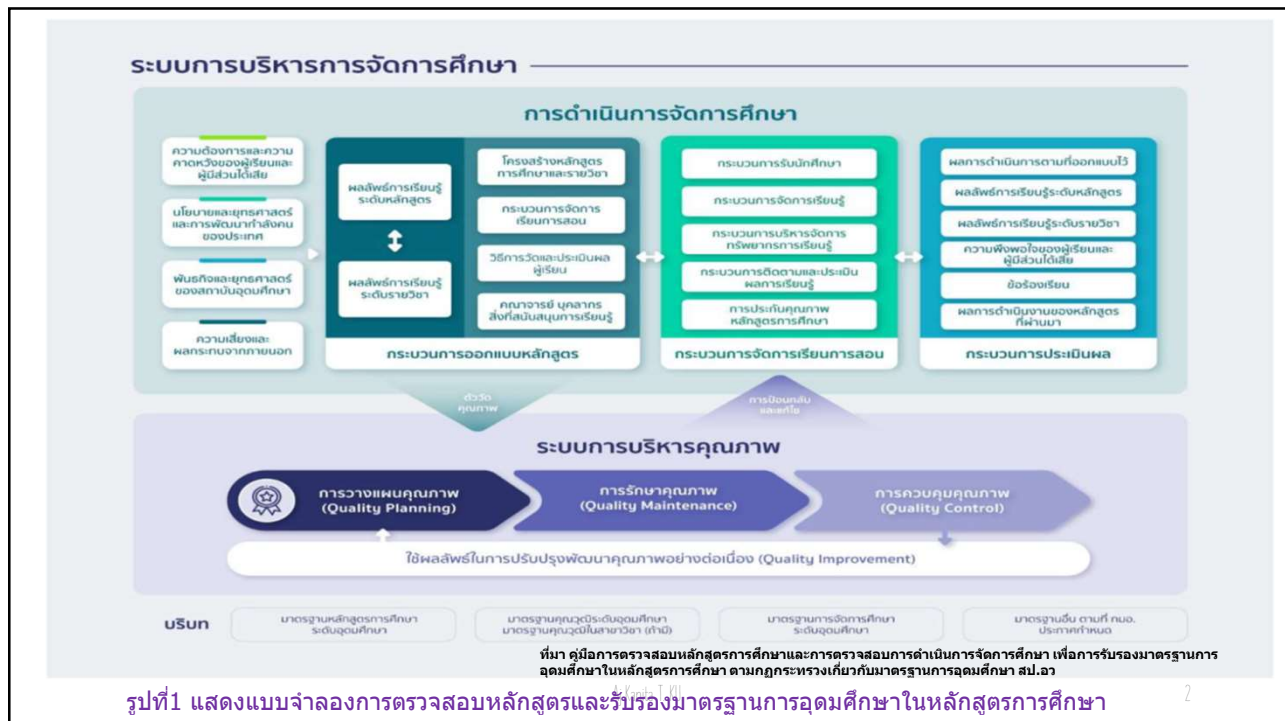 ระบบการบริหารการจัดการศึกษา
การดำเนินการจัดการศึกษา
ความต้องการและความ
คาดหวังของผู้เรียนและ
ผู้มีส่วนได้เสีย
นโยบายและยุทธศาสตร์
และการพัฒนากำลังคน
ของประเทศ
พันธกิจและยุทธศาสตร์
ของสถาบันอุดมศึกษา
ความเสี่ยงและ
ผลกระทบจากภายนอก
ผลลัพธ์การเรียนรู้
ระดับหลักสูตร
ผลลัพธ์การเรียนรู้
ระดับรายวิชา
โครงสร้างหลักสูตร
การศึกษาและรายวิชา
กระบวนการจัดการ
เรียนการสอน
วิธีการวัดและประเมินผล
ผู้เรียน
คณาจารย์ บุคลากร
สิ่งที่สนับสนุนการเรียนรู้
กระบวนการออกแบบหลักสูตร
กระบวนการรับนักศึกษา
กระบวนการจัดการเรียนรู้
กระบวนการบริหารจัดการ
ทรัพยากรการเรียนรู้
กระบวนการติดตามและประเมิน
ผลการเรียนรู้
การประกันคุณภาพ
หลักสูตรการศึกษา
กระบวนการจัดการเรียนการสอน
ผลการดำเนินการตามที่ออกแบบไว้
ผลลัพธ์การเรียนรู้ระดับหลักสูตร
ผลลัพธ์การเรียนรู้ระดับรายวิชา
ความพึงพอใจของผู้เรียนและ
ผู้มีส่วนได้เสีย
ข้อร้องเรียน
ผลการดำเนินงานของหลักสูตร
ที่ผ่านมา
กระบวนการประเมินผล
ตัววัด
คุณภาพ
การป้อนกลับ
และแก้ไข
ระบบการบริหารคุณภาพ
การวางแผนคุณภาพ
(Quality Planning)
การรักษาคุณภาพ
(Quality Maintenance)
การควบคุมคุณภาพ
(Quality Control)
ใช้ผลลัพธ์ในการปรับปรุงพัฒนาคุณภาพอย่างต่อเนื่อง (Quality Improvement)
บริบท
มาตรฐานหลักสูตรการศึกษา
ระดับอุดมศึกษา
มาตรฐานคุณวุฒิระดับอุดมศึกษา
มาตรฐานคุณวุฒิในสาขาวิชา (ถ้ามี)
มาตรฐานการจัดการศึกษา
ระดับอุดมศึกษา
มาตรฐานอื่น ตามที่ กมอ.
ประกาศกำหนด
ที่มา คู่มือการตรวจสอบหลักสูตรการศึกษาและการตรวจสอบการดำเนินการจัดการศึกษา เพื่อการรับรองมาตรฐานการ
อุดมศึกษาในหลักสูตรการศึกษา ตามกฎกระทรวงเกี่ยวกับมาตรฐานการอุดมศึกษา สป.อว
รูปที่1 แสดงแบบจำลองการตรวจสอบหลักสูตรและรับรองมาตรฐานการอุดมศึกษาในหลักสูตรการศึกษา
2